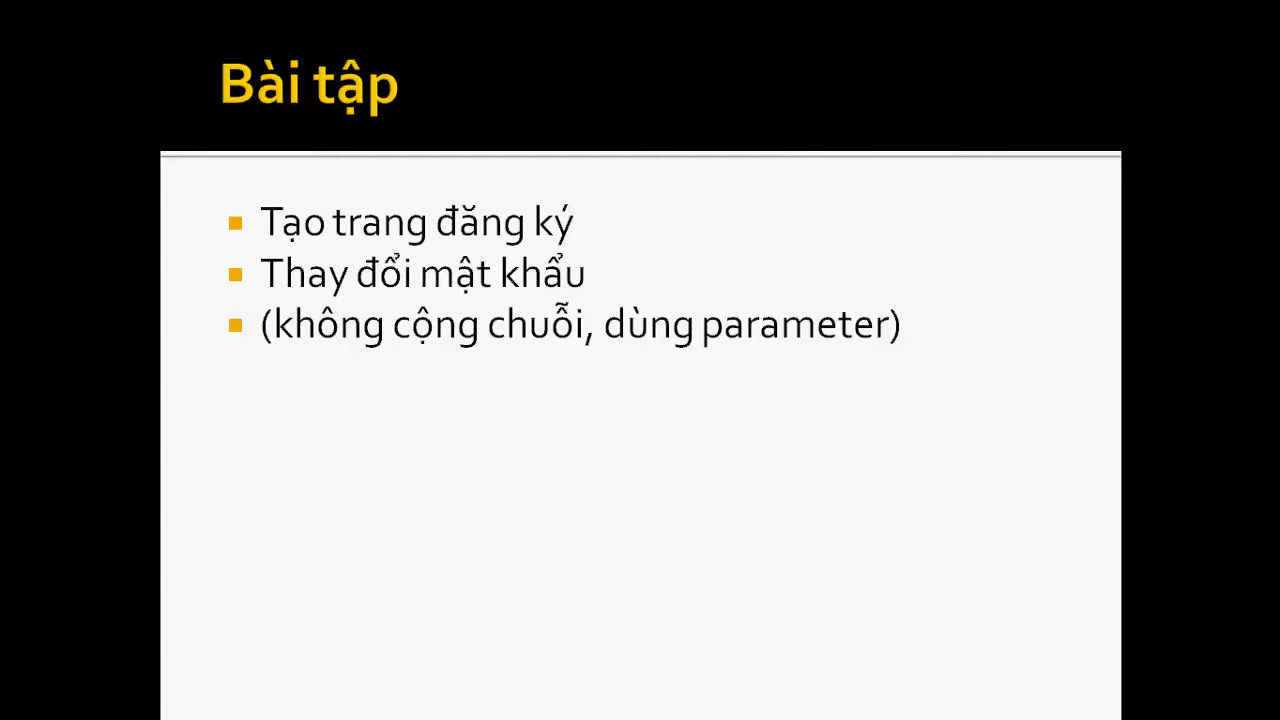 Bài tập
Tạo trang đăng ký
Thay đổi mật khẩu
(không cộng chuỗi, dùng parameter)